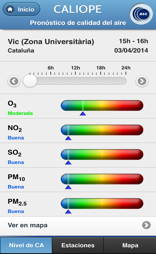 Inicio
CALIOPE
Pronóstico de calidad del aire
Vic (Zona Universitària)
15h - 16h
Cataluña
03/04/2014
6h 12h 18h 24h
O3
Moderada
NO2
Buena
SO2
Buena
PM10
Buena
PM2.5
Buena
Ver en mapa
Nivel de CA
Estaciones
Mapa